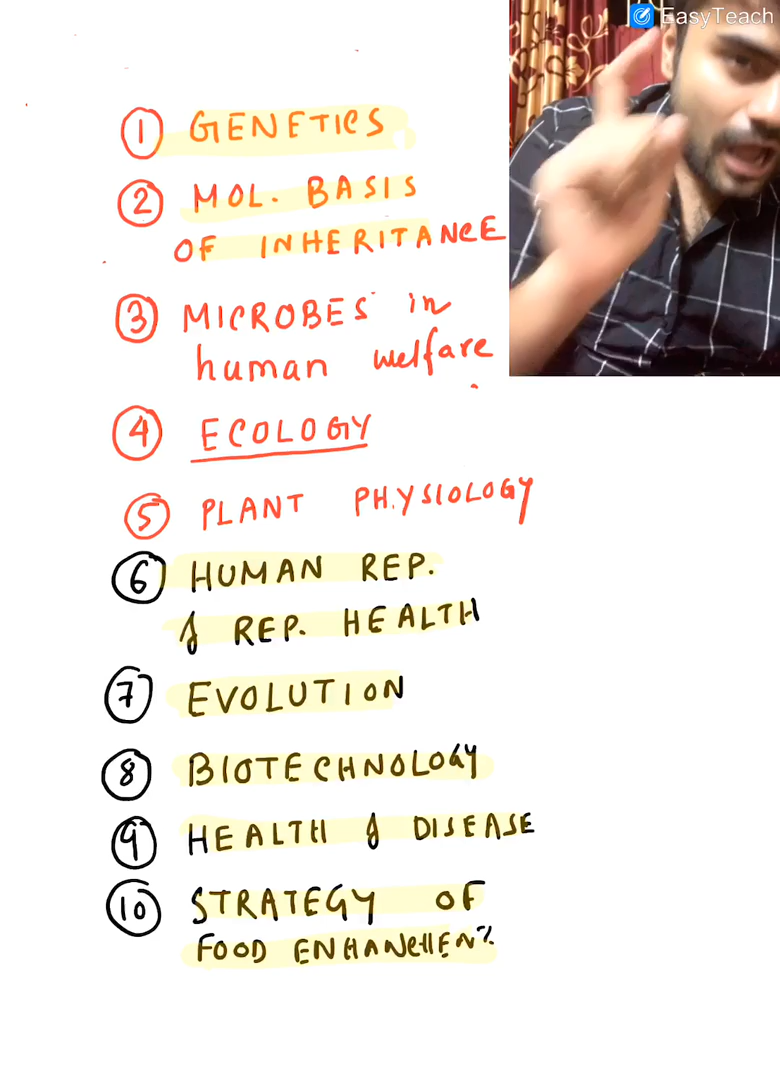 EasyTeach
1 GENETICS
2 MOL. BASIS
OF INHERITANCE
3 MICROBES in
human welfare
4 ECOLOGY
5 PLANT PHYSIOLOGY
6 HUMAN REP.
& REP. HEALTH
7 EVOLUTION
8 BIOTECHNOLOGY
9 HEALTH & DISEASE
10 STRATEGY OF
FOOD ENHANCEMENT